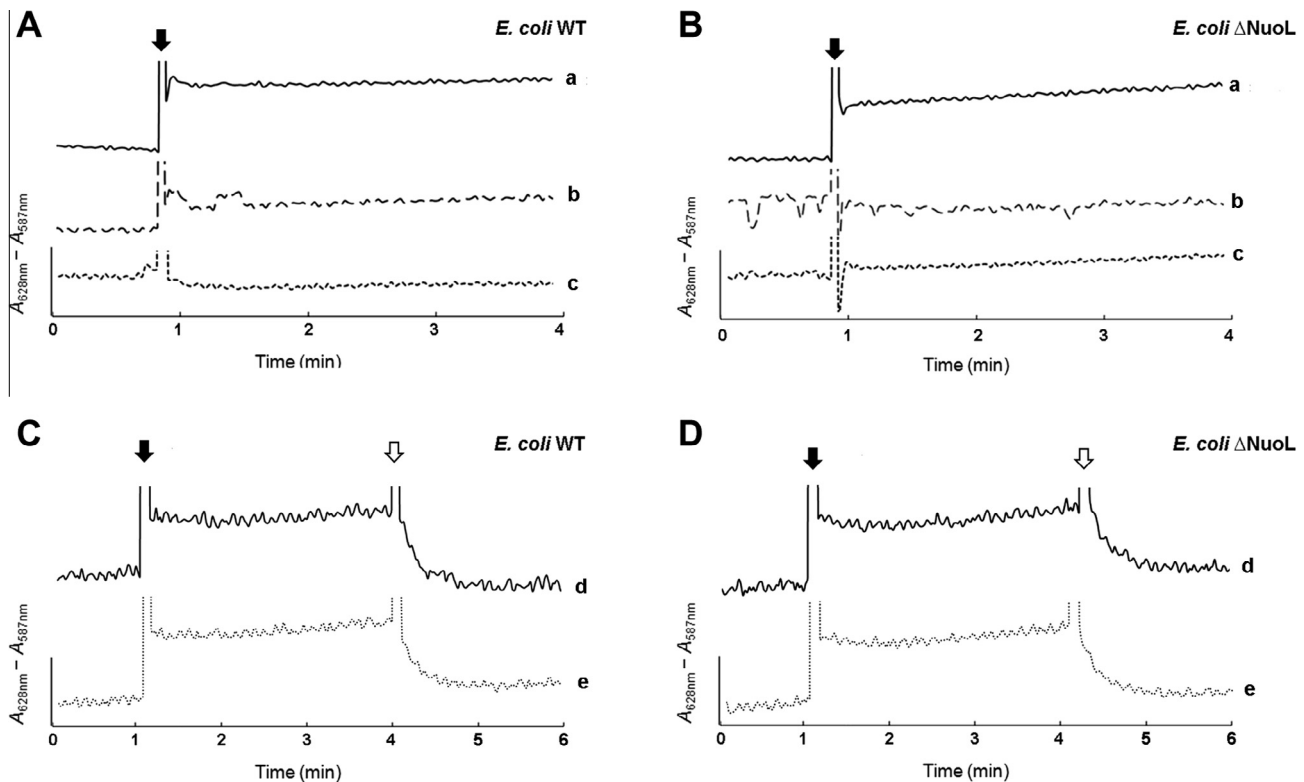 A
E. coli WT
a
b
c
A628nm – A587nm
0 1 2 3 4
Time (min)
B
E. coli ΔNuoL
a
b
c
A628nm – A587nm
0 1 2 3 4
Time (min)
C
E. coli WT
d
e
A628nm – A587nm
0 1 2 3 4 5 6
Time (min)
D
E. coli ΔNuoL
d
e
A628nm – A587nm
0 1 2 3 4 5 6
Time (min)